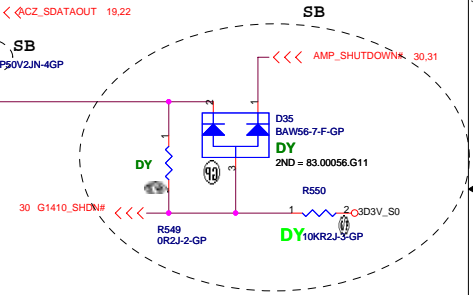 SB
ACZ_SDATAOUT 19,22
SB
P50V2JN-4GP
AMP_SHUTDOWN# 30,31
2
1
D35
BAW56-7-F-GP
DY
2ND = 83.00056.G11
1
DY
3
GP
R550
30 G1410_SHDN#
1
2
3D3V_S0
R549
0R2J-2-GP
DY
10KR2J-3-GP